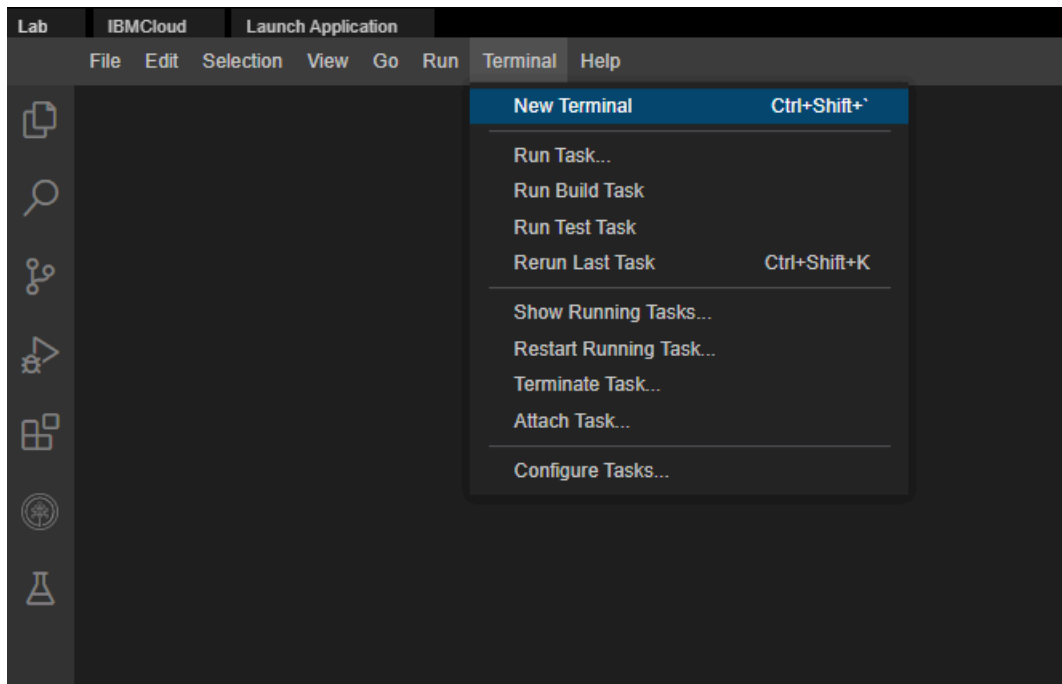 Lab IBMCloud Launch Application
File Edit Selection View Go Run Terminal Help
New Terminal Ctrl+Shift+`
Run Task...
Run Build Task
Run Test Task
Rerun Last Task Ctrl+Shift+K
Show Running Tasks...
Restart Running Task...
Terminate Task...
Attach Task...
Configure Tasks...